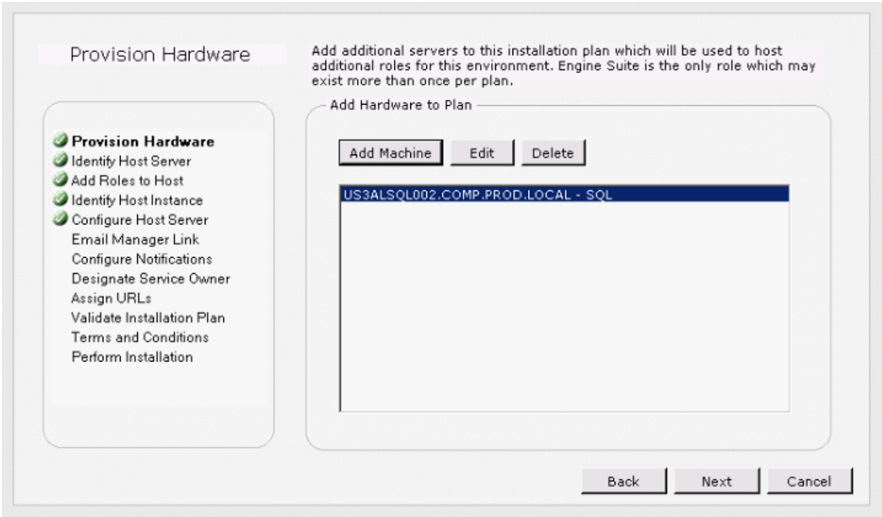 Provision Hardware
Add additional servers to this installation plan which will be used to host
additional roles for this environment. Engine Suite is the only role which may
exist more than once per plan.
Provision Hardware
Identify Host Server
Add Roles to Host
Identify Host Instance
Configure Host Server
Email Manager Link
Configure Notifications
Designate Service Owner
Assign URLs
Validate Installation Plan
Terms and Conditions
Perform Installation
Add Hardware to Plan
Add Machine
Edit
Delete
US3ALSQL002.COMP.PROD.LOCAL - SQL
Back
Next
Cancel